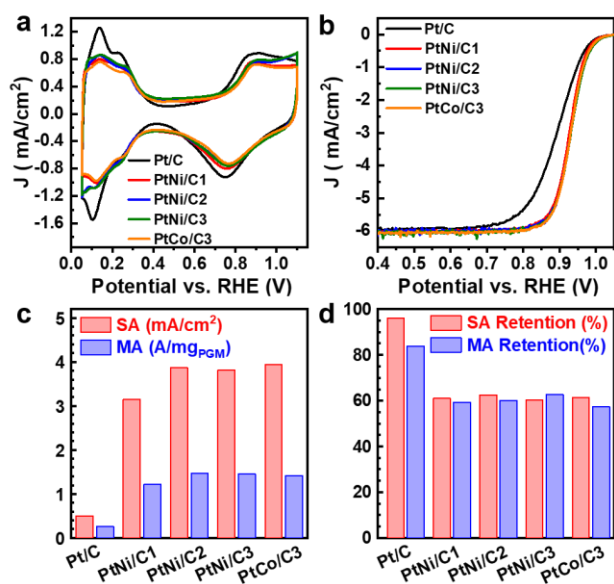 a
1.2
0.8
0.4
0.0
-0.4
-0.8
-1.2
-1.6
J ( mA/cm²)
Pt/C
PtNi/C1
PtNi/C2
PtNi/C3
PtCo/C3
0.0 0.2 0.4 0.6 0.8 1.0
Potential vs. RHE (V)
b
0
-1
-2
-3
-4
-5
-6
J ( mA/cm²)
Pt/C
PtNi/C1
PtNi/C2
PtNi/C3
PtCo/C3
0.4 0.5 0.6 0.7 0.8 0.9 1.0
Potential vs. RHE (V)
c
5
4
3
2
1
0
SA (mA/cm²)
MA (A/mgPGM)
Pt/C PtNi/C1 PtNi/C2 PtNi/C3 PtCo/C3
d
100
80
60
40
20
0
SA Retention (%)
MA Retention(%)
Pt/C PtNi/C1 PtNi/C2 PtNi/C3 PtCo/C3